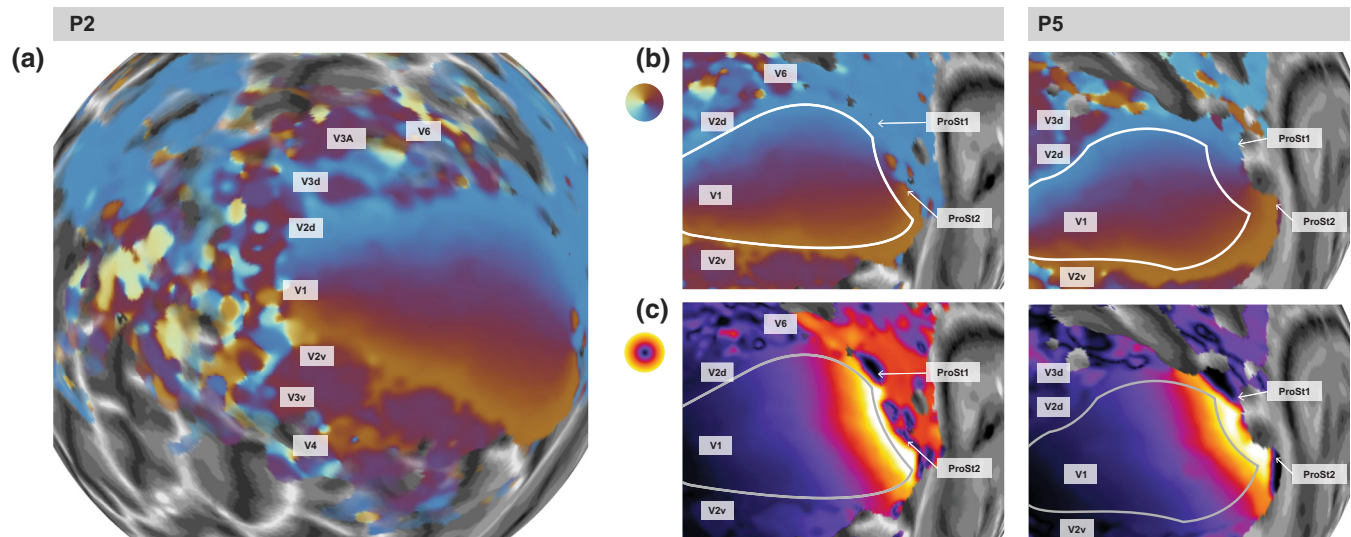 P2
P5
(a)
V3A
V6
V3d
V2d
V1
V2v
V3v
V4
(b)
V6
V2d
ProSt1
V1
ProSt2
V2v
V3d
V2d
ProSt1
V1
ProSt2
V2v
(c)
V6
V2d
ProSt1
V1
ProSt2
V2v
V3d
V2d
ProSt1
V1
ProSt2
V2v